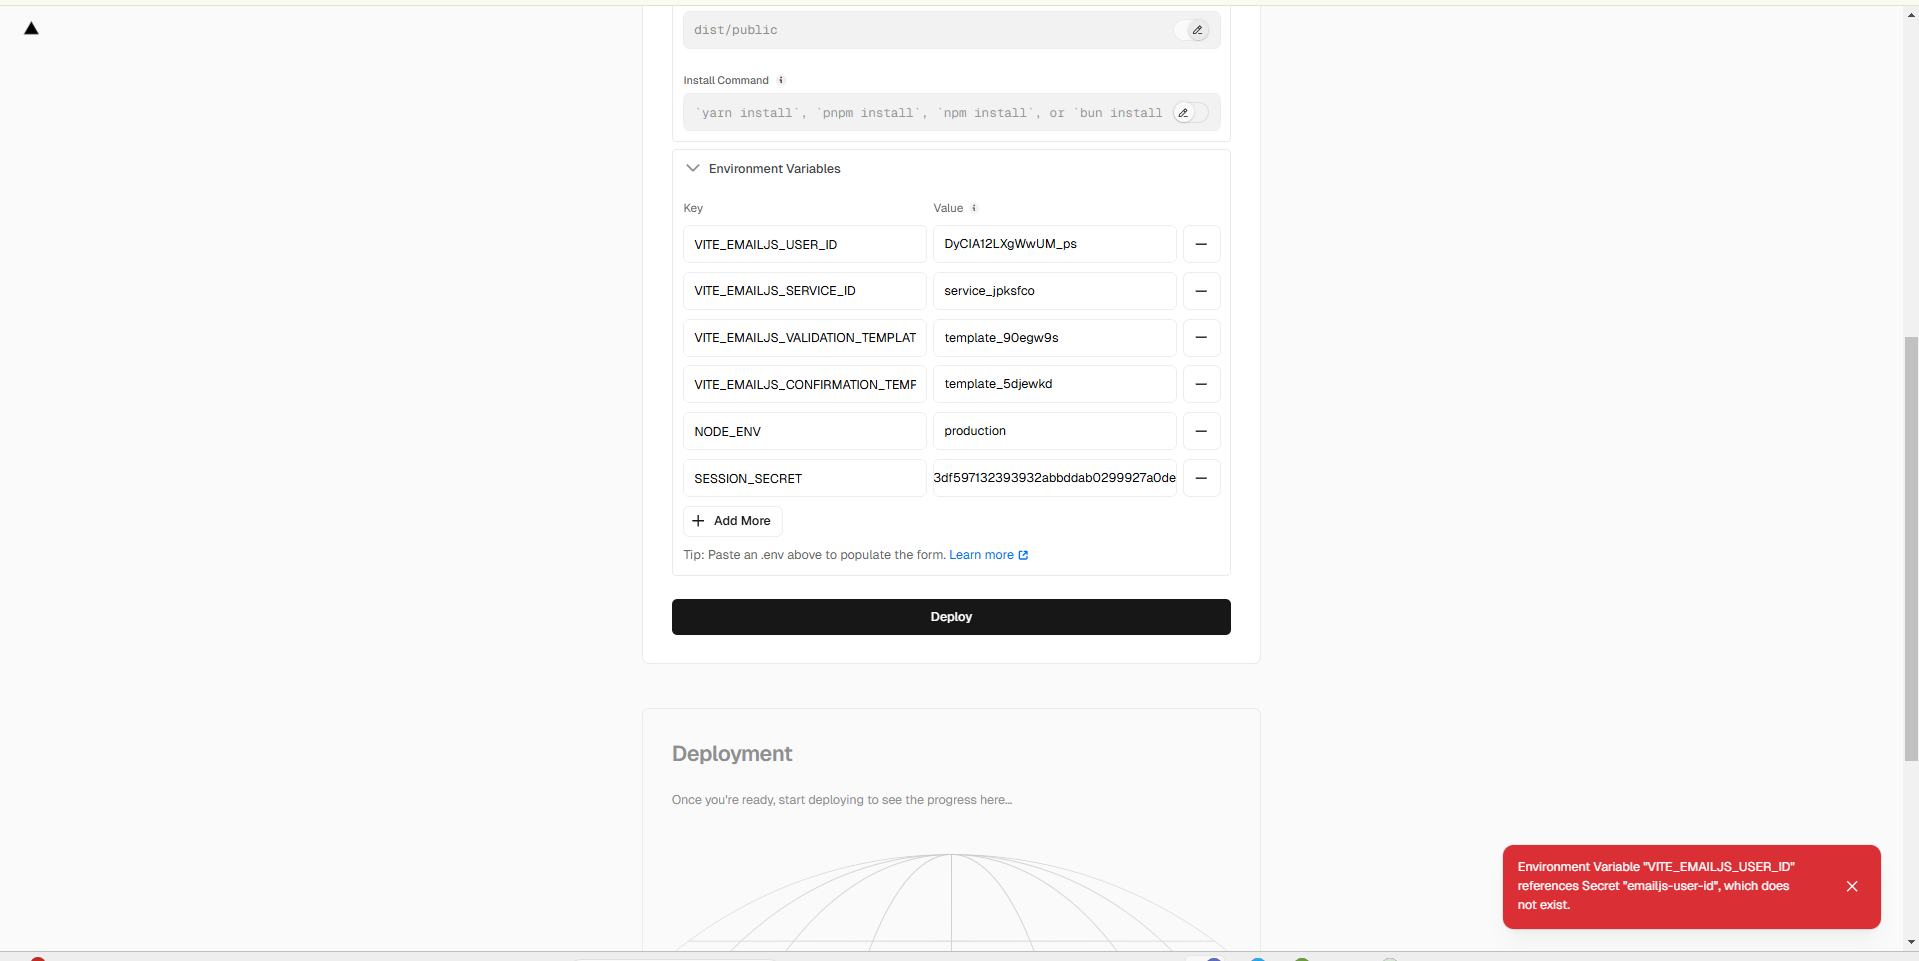 dist/public
Install Command
`yarn install`, `pnpm install`, `npm install`, or `bun install
Environment Variables
Key Value
VITE_EMAILJS_USER_ID DyCIA12LXgWwUM_ps
VITE_EMAILJS_SERVICE_ID service_jpksfco
VITE_EMAILJS_VALIDATION_TEMPLAT template_90egw9s
VITE_EMAILJS_CONFIRMATION_TEMP template_5djewkd
NODE_ENV production
SESSION_SECRET 3df597132393932abbddab0299927a0de
Add More
Tip: Paste an .env above to populate the form. Learn more
Deploy
Deployment
Once you're ready, start deploying to see the progress here...
Environment Variable "VITE_EMAILJS_USER_ID"
references Secret "emailjs-user-id", which does
not exist.